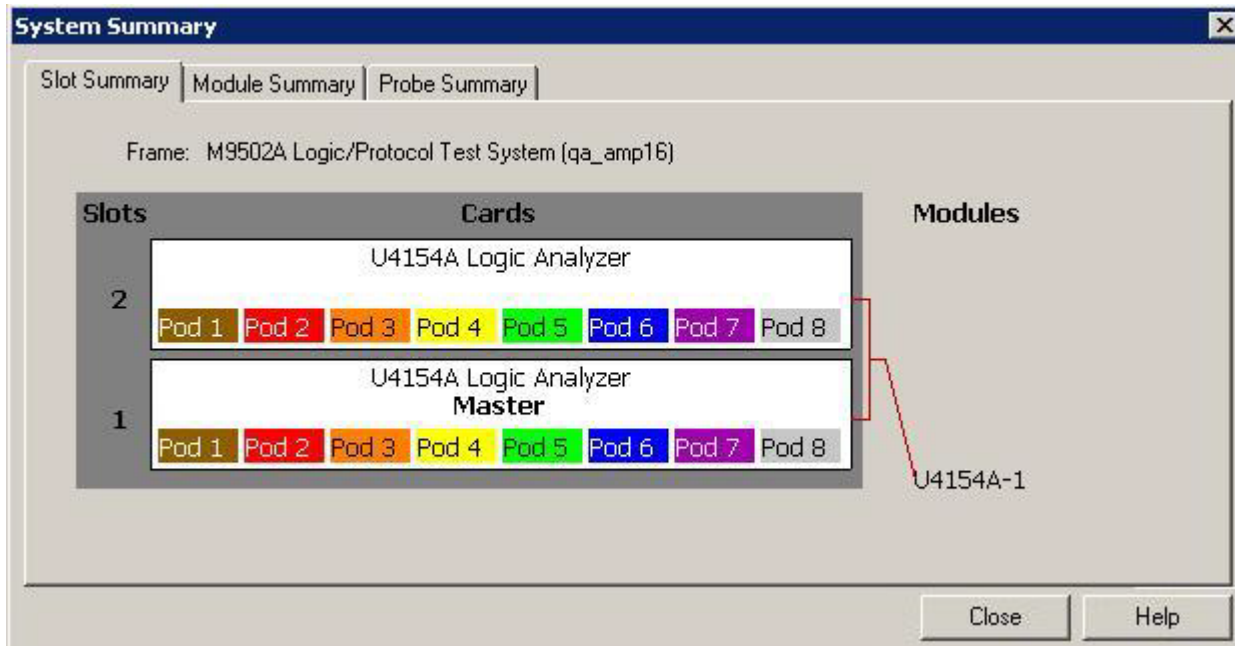 System Summary
Slot Summary Module Summary Probe Summary
Frame: M9502A Logic/Protocol Test System (qa_amp16)
Slots Cards Modules
U4154A Logic Analyzer
2
Pod 1 Pod 2 Pod 3 Pod 4 Pod 5 Pod 6 Pod 7 Pod 8
U4154A Logic Analyzer
Master
1
Pod 1 Pod 2 Pod 3 Pod 4 Pod 5 Pod 6 Pod 7 Pod 8
U4154A-1
Close Help